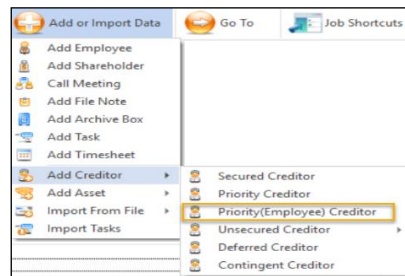 Add or Import Data Go To Job Shortcuts
Add Employee
Add Shareholder
Call Meeting
Add File Note
Add Archive Box
Add Task
Add Timesheet
Add Creditor
Add Asset
Import From File
Import Tasks
Secured Creditor
Priority Creditor
Priority(Employee) Creditor
Unsecured Creditor
Deferred Creditor
Contingent Creditor